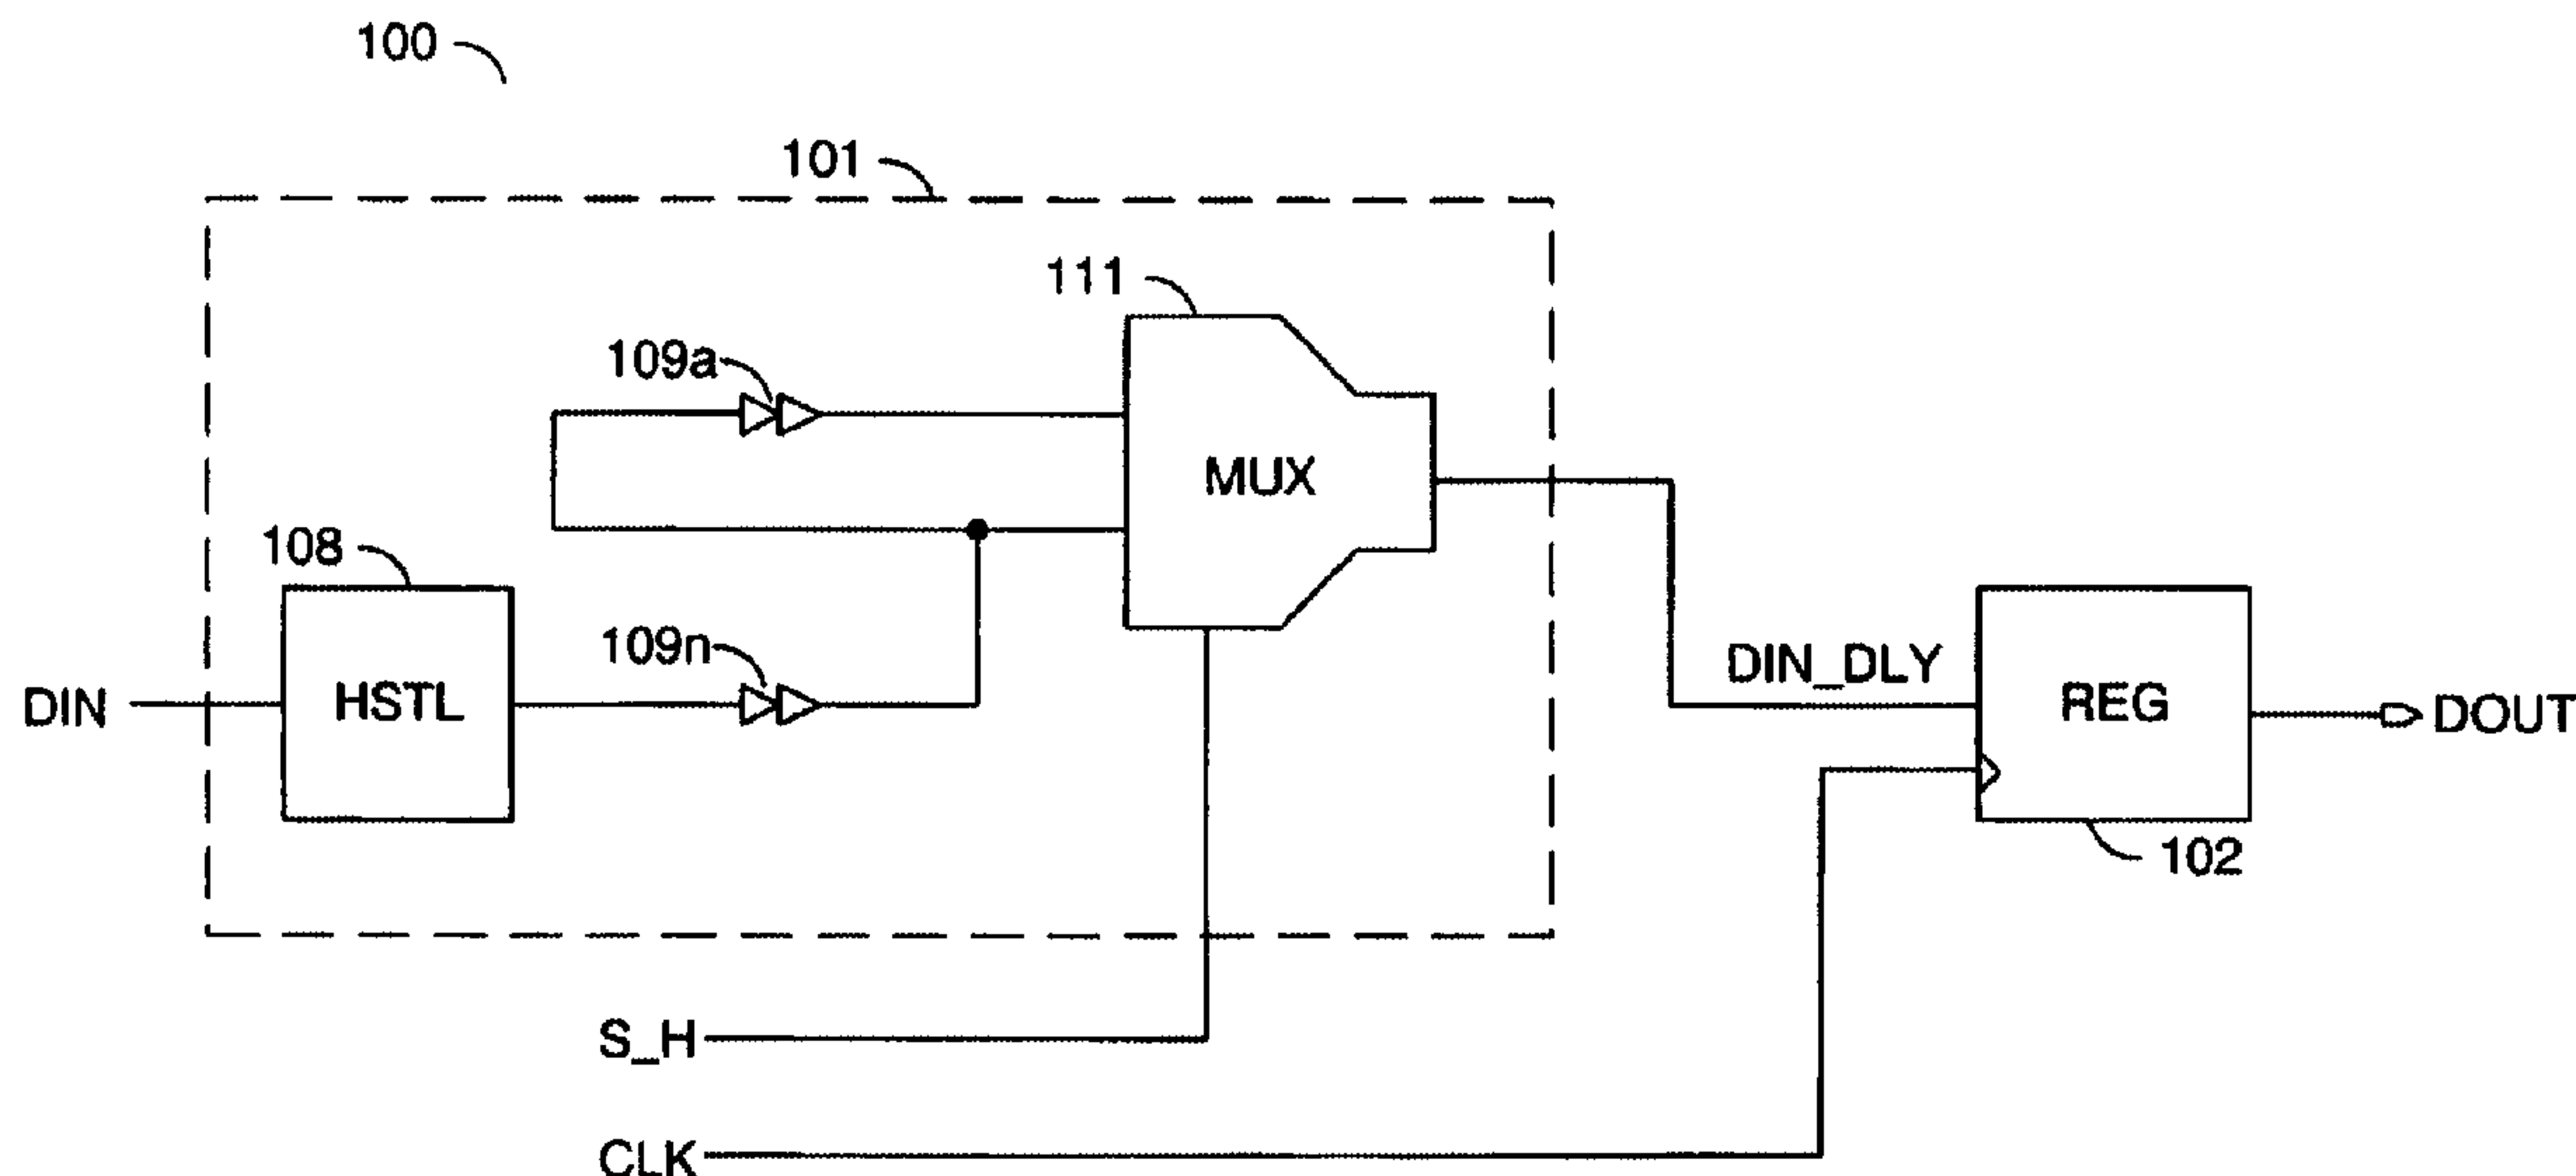 100
101
111
109a
MUX
108
109n
HSTL
DIN
DIN_DLY
REG
DOUT
102
S_H
CLK